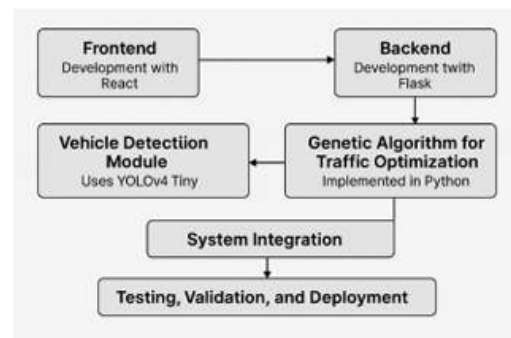 Frontend
Development with
React
Backend
Development twith
Flask
Vehicle Detectiion
Module
Uses YOLOv4 Tiny
Genetic Algorithm for
Traffic Optimization
Implemented in Python
System Integration
Testing, Validation, and Deployment